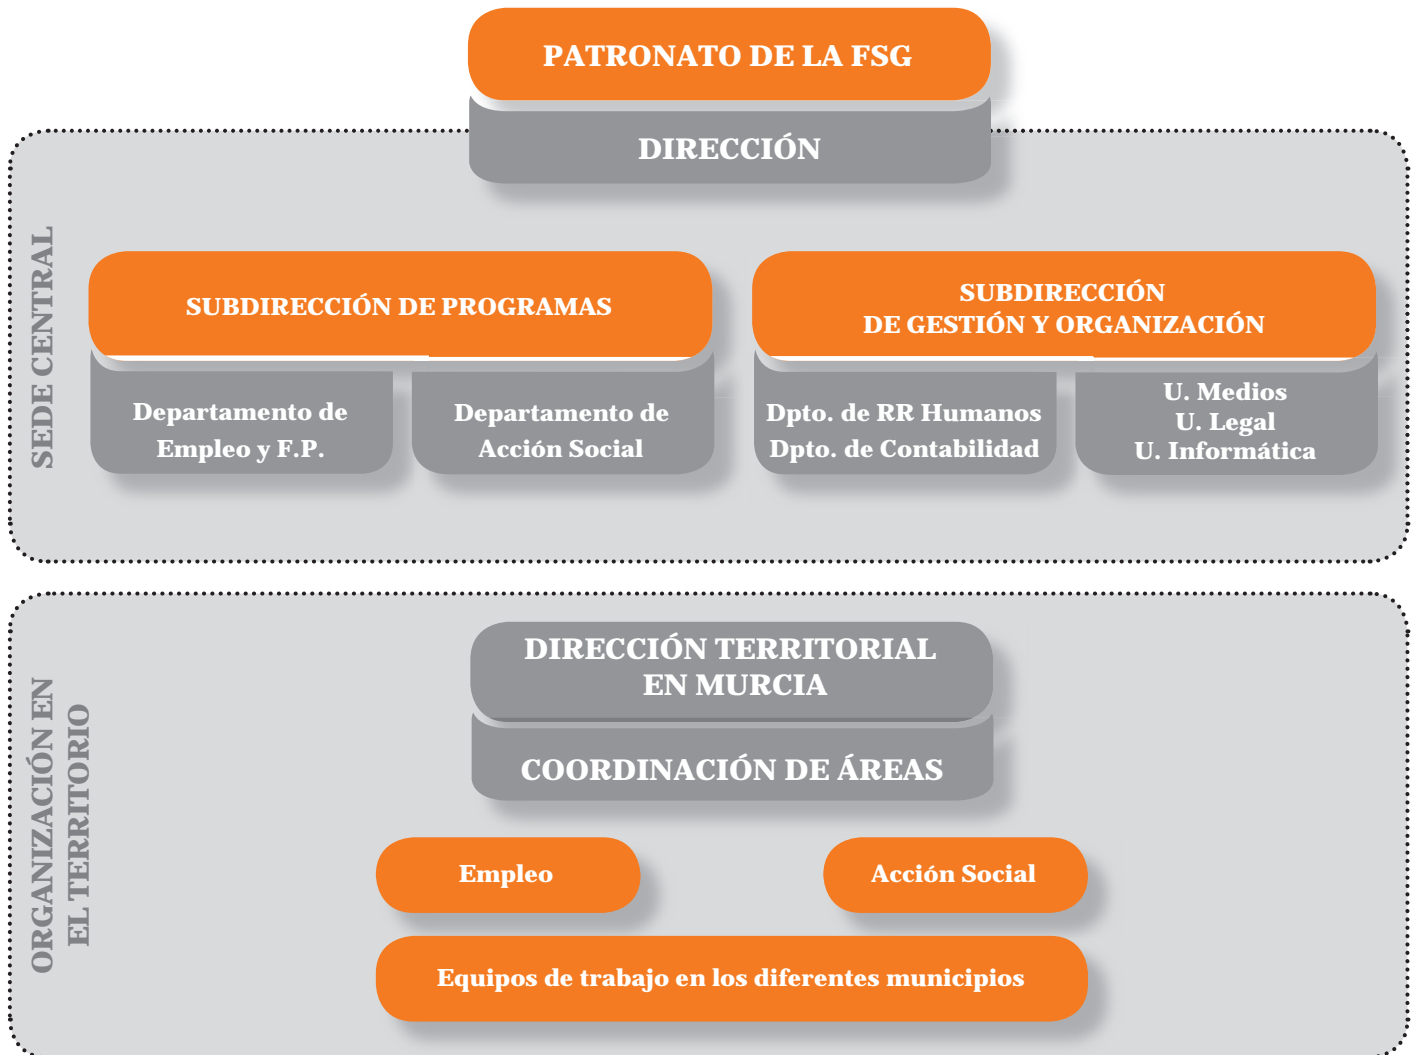 PATRONATO DE LA FSG
DIRECCIÓN
SEDE CENTRAL
SUBDIRECCIÓN DE PROGRAMAS
Departamento de
Empleo y F.P.
Departamento de
Acción Social
SUBDIRECCIÓN
DE GESTIÓN Y ORGANIZACIÓN
Dpto. de RR Humanos
Dpto. de Contabilidad
U. Medios
U. Legal
U. Informática
ORGANIZACIÓN EN
EL TERRITORIO
DIRECCIÓN TERRITORIAL
EN MURCIA
COORDINACIÓN DE ÁREAS
Empleo
Acción Social
Equipos de trabajo en los diferentes municipios